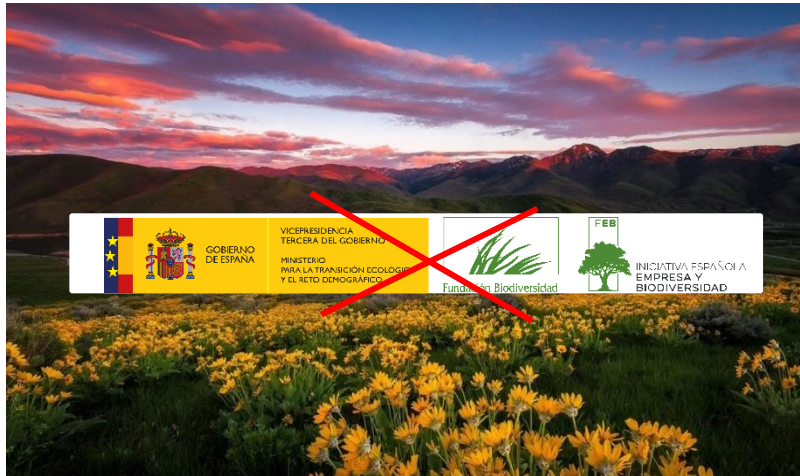 GOBIERNO
DE ESPAÑA
VICEPRESIDENCIA
TERCERA DEL GOBIERNO
MINISTERIO
PARA LA TRANSICIÓN ECOLÓGICA
Y EL RETO DEMOGRÁFICO
Fundación Biodiversidad
FEB
INICIATIVA ESPAÑOLA
EMPRESA Y
BIODIVERSIDAD